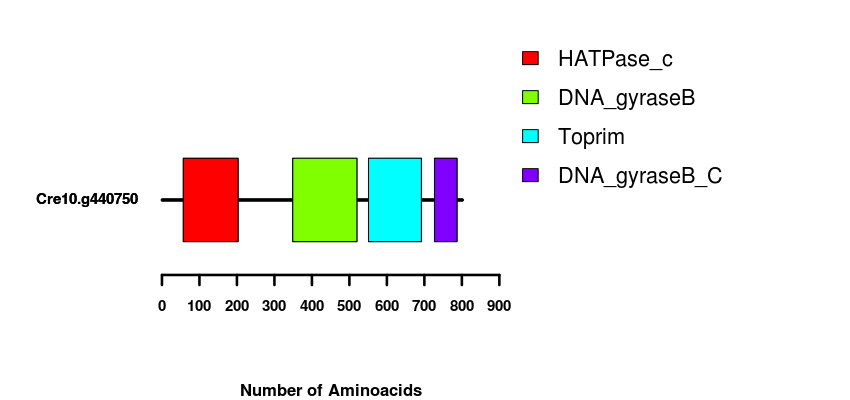 HATPase_c
DNA_gyraseB
Toprim
DNA_gyraseB_C
Cre10.g440750
0 100 200 300 400 500 600 700 800 900
Number of Aminoacids